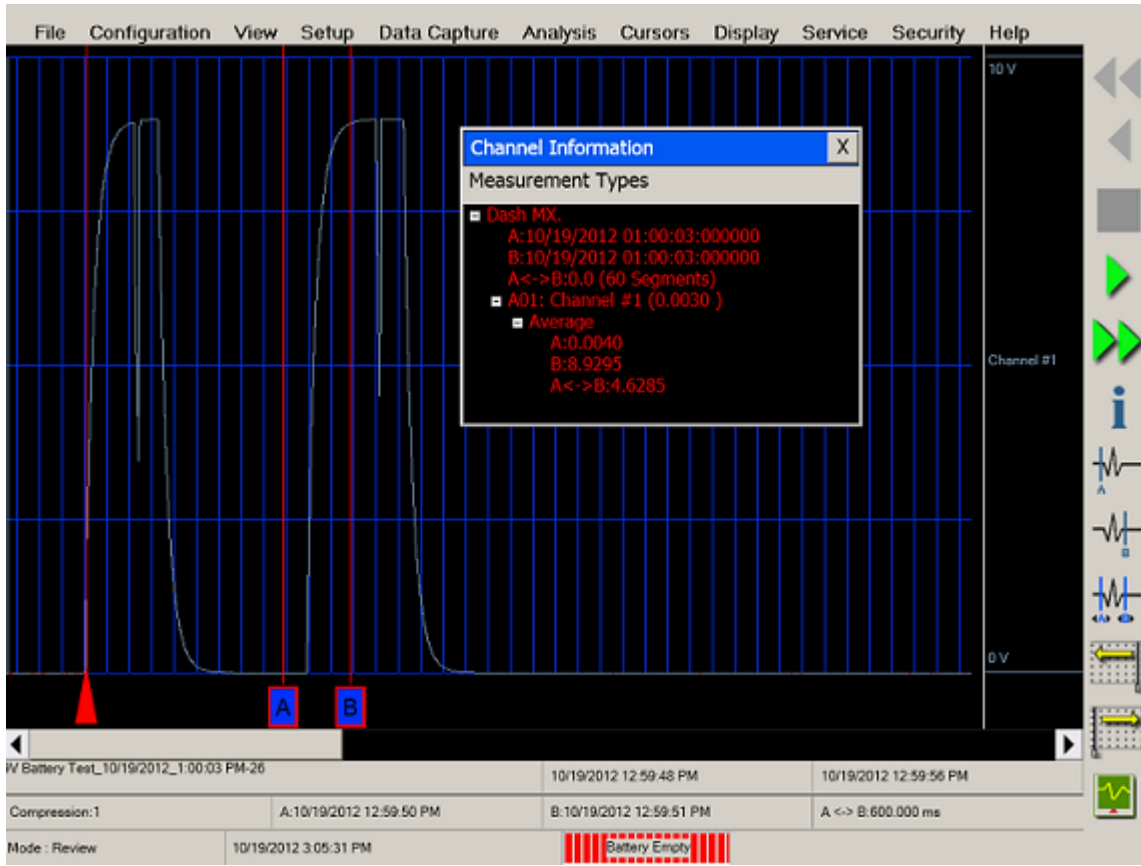 File Configuration View Setup Data Capture Analysis Cursors Display Service Security Help
10 V
Channel Information X
Measurement Types
Dash MX.
A:10/19/2012 01:00:03:000000
B:10/19/2012 01:00:03:000000
A<->B:0.0 (60 Segments)
A01: Channel #1 (0.0030 )
Average
A:0.0040
B:8.9295
A<->B:4.6285
Channel #1
0 V
A B
A
B
A B
Battery Test_10/19/2012_1:00:03 PM-26 10/19/2012 12:59:48 PM 10/19/2012 12:59:56 PM
Compression:1 A:10/19/2012 12:59:50 PM B:10/19/2012 12:59:51 PM A <-> B:600.000 ms
Mode : Review 10/19/2012 3:05:31 PM Battery Empty